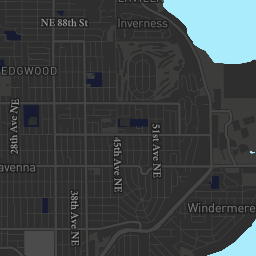 NE 88th St
Inverness
EDGWOOD
28th Ave NE
45th Ave NE
51st Ave NE
avenna
38th Ave NE
Windermere